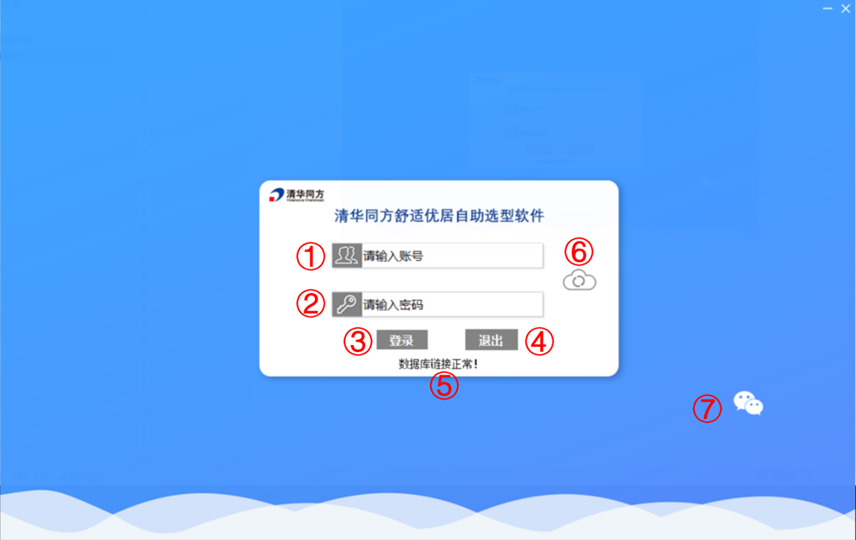 清华同方
清华同方舒适优居自助选型软件
① 请输入账号
⑥
② 请输入密码
③ 登录 退出 ④
数据库链接正常!
⑤
⑦